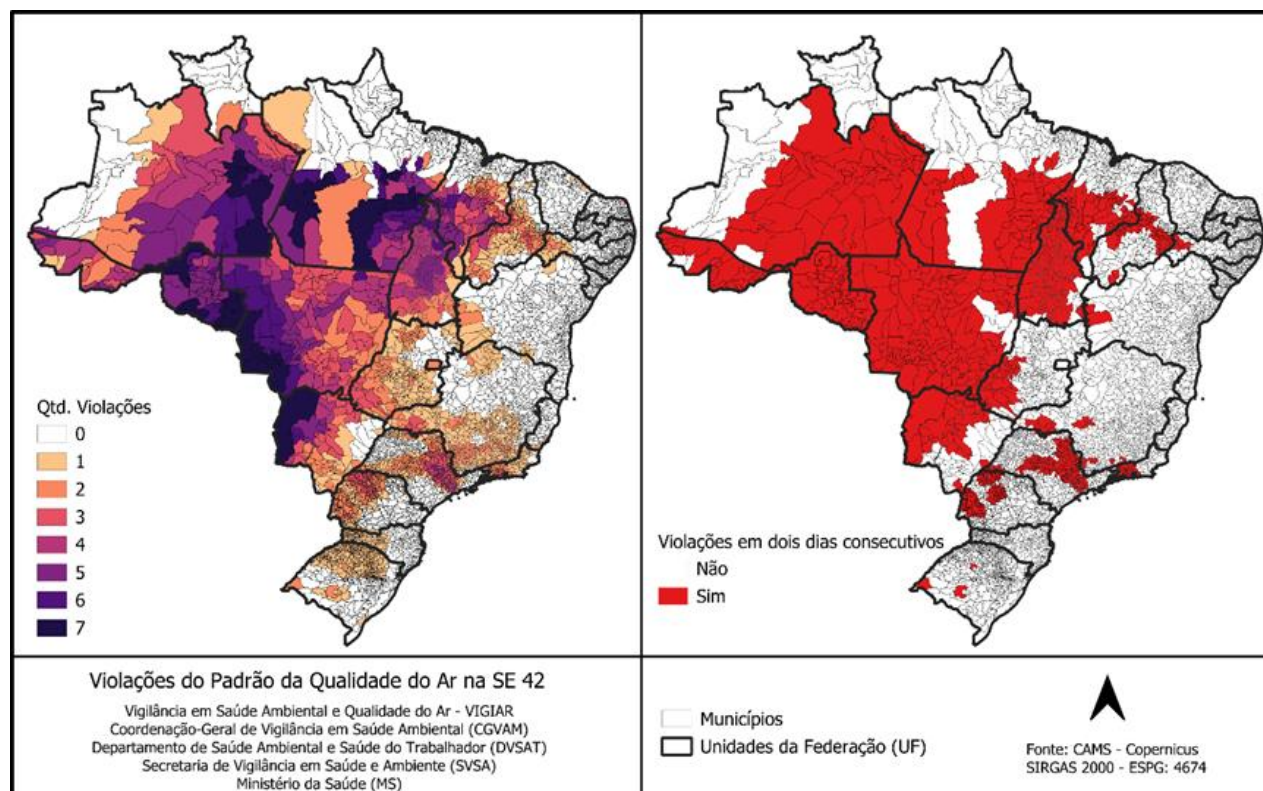 Qtd. Violações
0
1
2
3
4
5
6
7
Violações em dois dias consecutivos
Não
Sim
Violações do Padrão da Qualidade do Ar na SE 42
Vigilância em Saúde Ambiental e Qualidade do Ar - VIGIAR
Coordenação-Geral de Vigilância em Saúde Ambiental (CGVAM)
Departamento de Saúde Ambiental e Saúde do Trabalhador (DVSAT)
Secretaria de Vigilância em Saúde e Ambiente (SVSA)
Ministério da Saúde (MS)
Municípios
Unidades da Federação (UF)
Fonte: CAMS - Copernicus
SIRGAS 2000 - ESPG: 4674